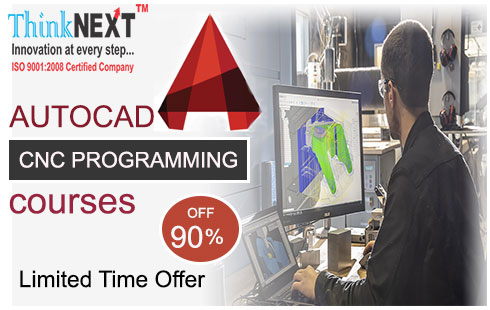 ThinkNEXT™
Innovation at every step...
ISO 9001:2008 Certified Company
AUTOCAD
CNC PROGRAMMING
courses
OFF
90%
Limited Time Offer